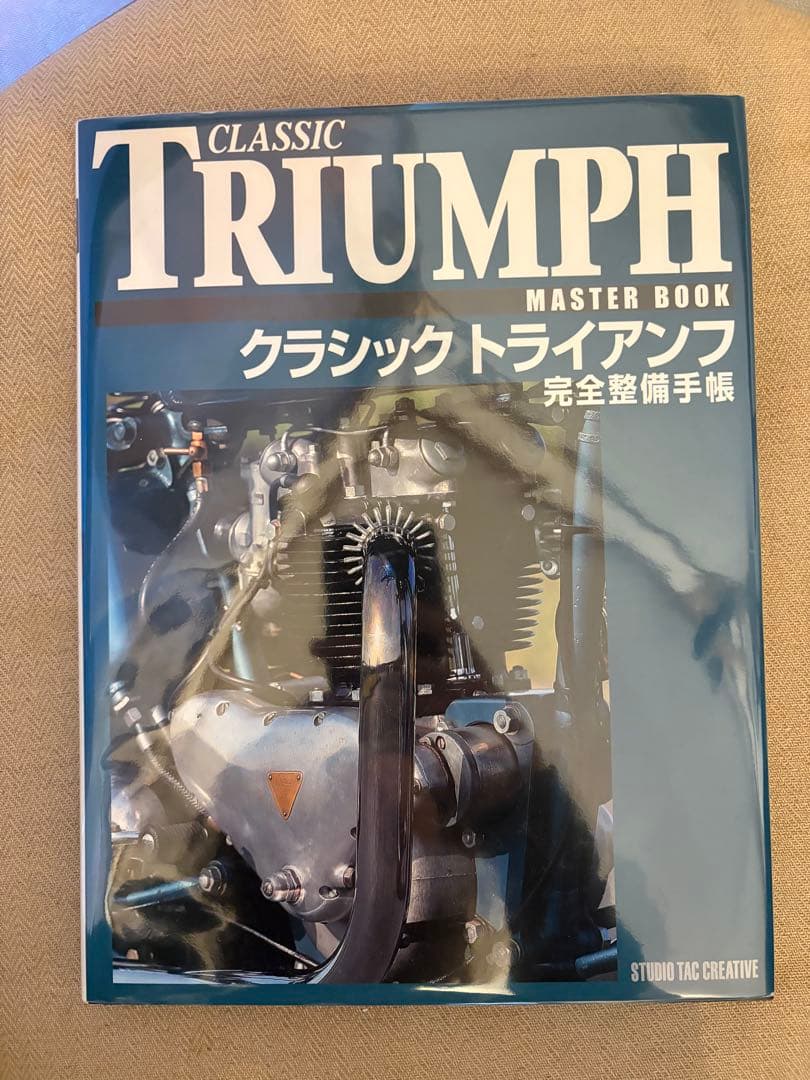 CLASSIC
TRIUMPH
MASTER BOOK
クラシック トライアンフ
完全整備手帳
STUDIO TAC CREATIVE